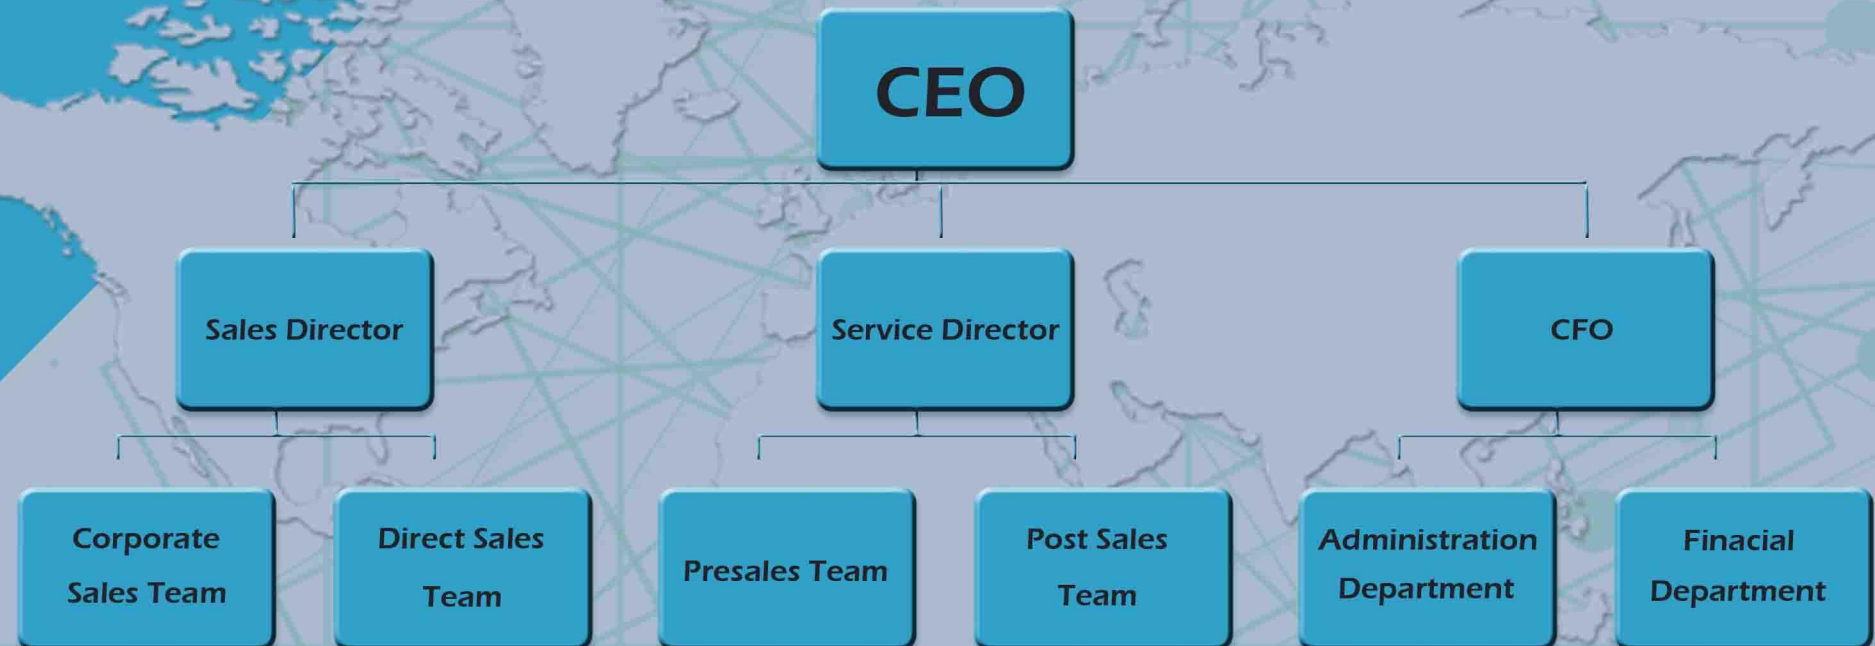 CEO
Sales Director
Service Director
CFO
Corporate
Sales Team
Direct Sales
Team
Presales Team
Post Sales
Team
Administration
Department
Finacial
Department